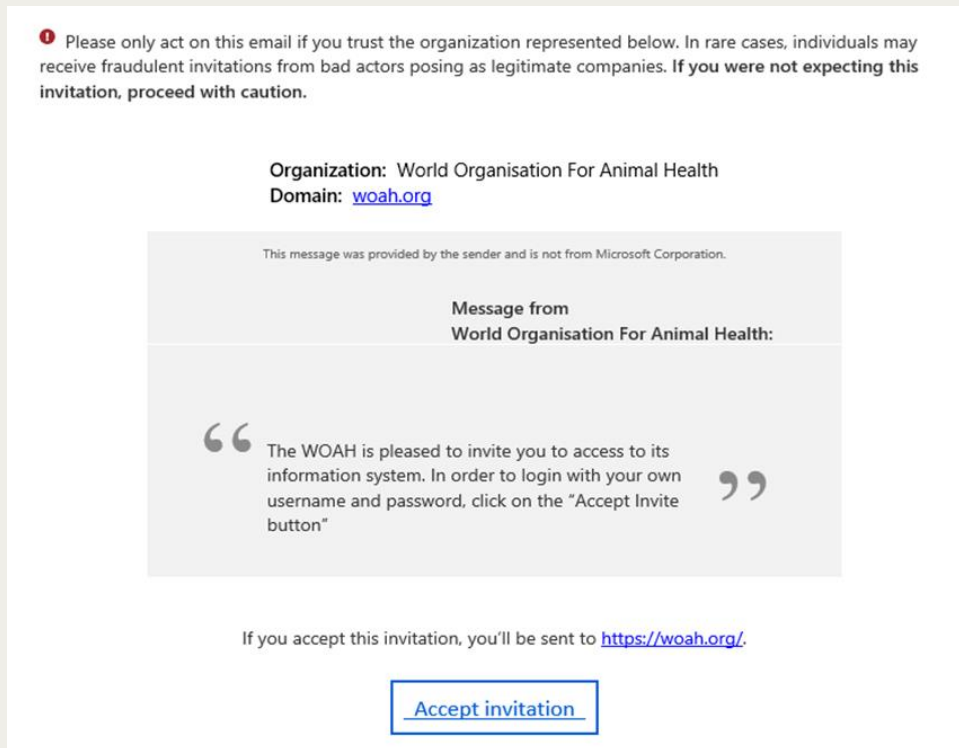 Please only act on this email if you trust the organization represented below. In rare cases, individuals may
receive fraudulent invitations from bad actors posing as legitimate companies. If you were not expecting this
invitation, proceed with caution.
Organization: World Organisation For Animal Health
Domain: woah.org
This message was provided by the sender and is not from Microsoft Corporation.
Message from
World Organisation For Animal Health:
“ The WOAH is pleased to invite you to access to its
information system. In order to login with your own
username and password, click on the “Accept Invite ”
button”
If you accept this invitation, you’ll be sent to https://woah.org/.
Accept invitation